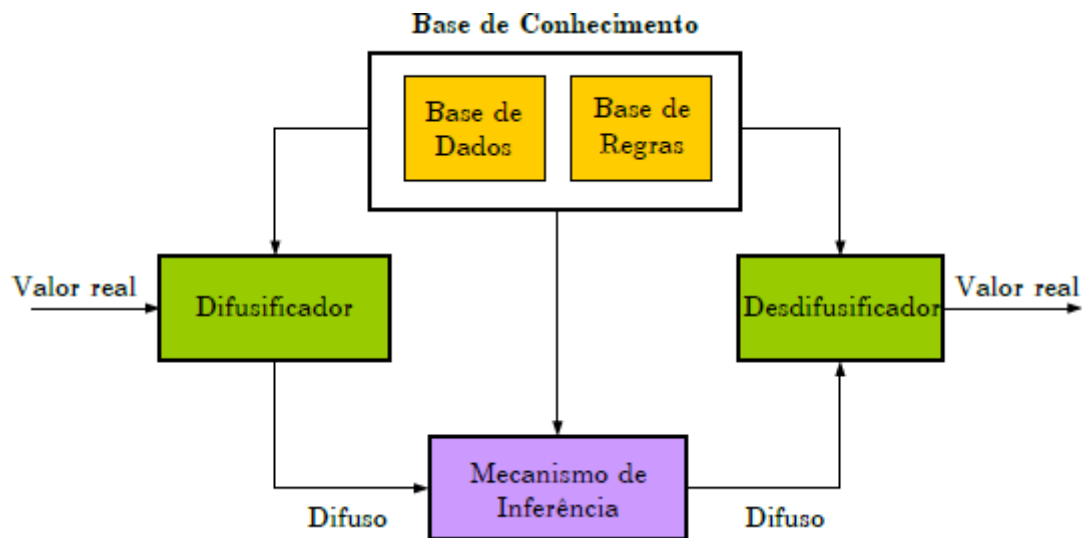 Base de Conhecimento
Base de
Dados
Base de
Regras
Valor real
Difusificador
Desdifusificador
Valor real
Mecanismo de
Inferência
Difuso
Difuso